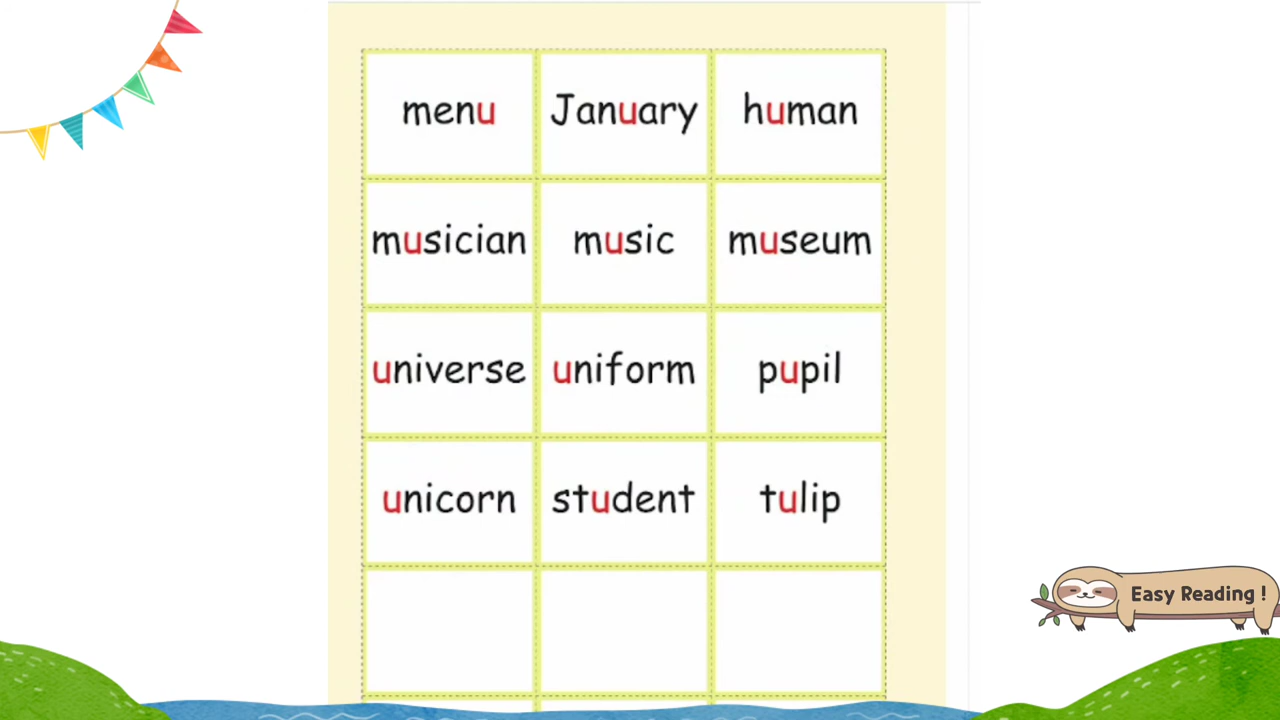 menu January human
musician music museum
universe uniform pupil
unicorn student tulip
Easy Reading !